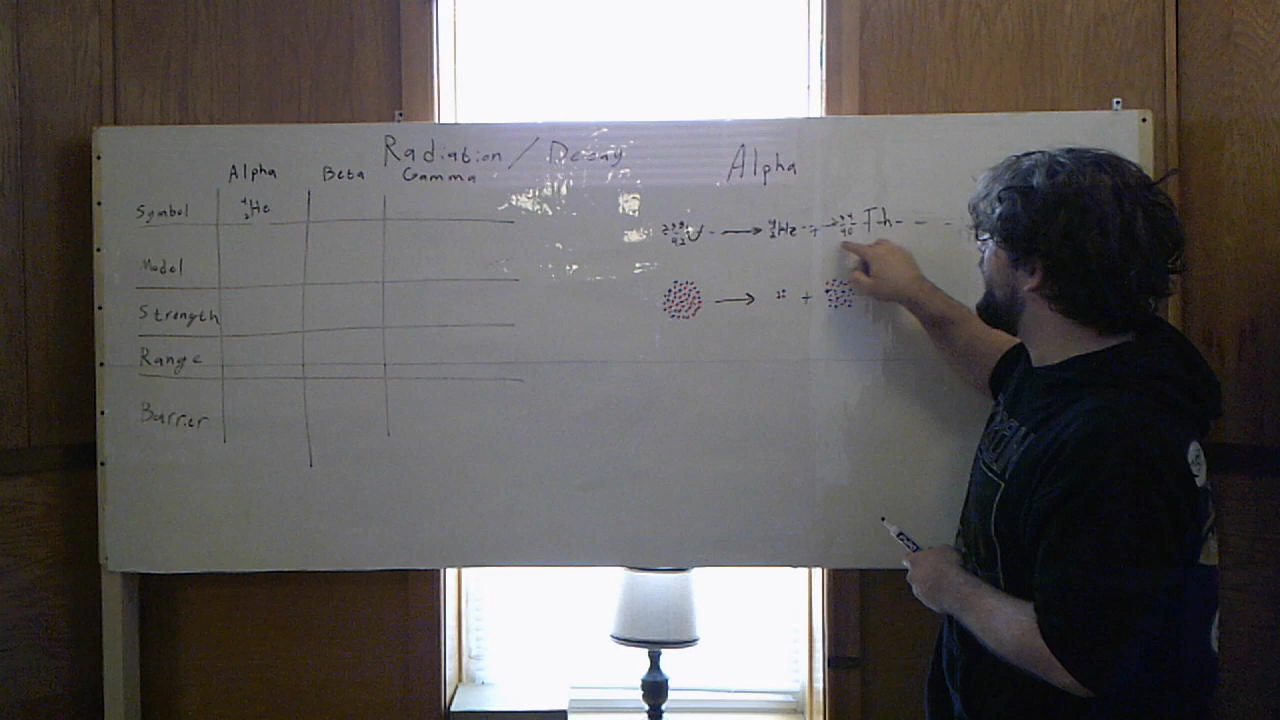 Radiation / Decay
Alpha Beta Gamma
Symbol ⁴₂He
Model
Strength
Range
Barrier
Alpha
²³⁸₉₂U → ⁴₂He + ²³⁴₉₀Th
→ +